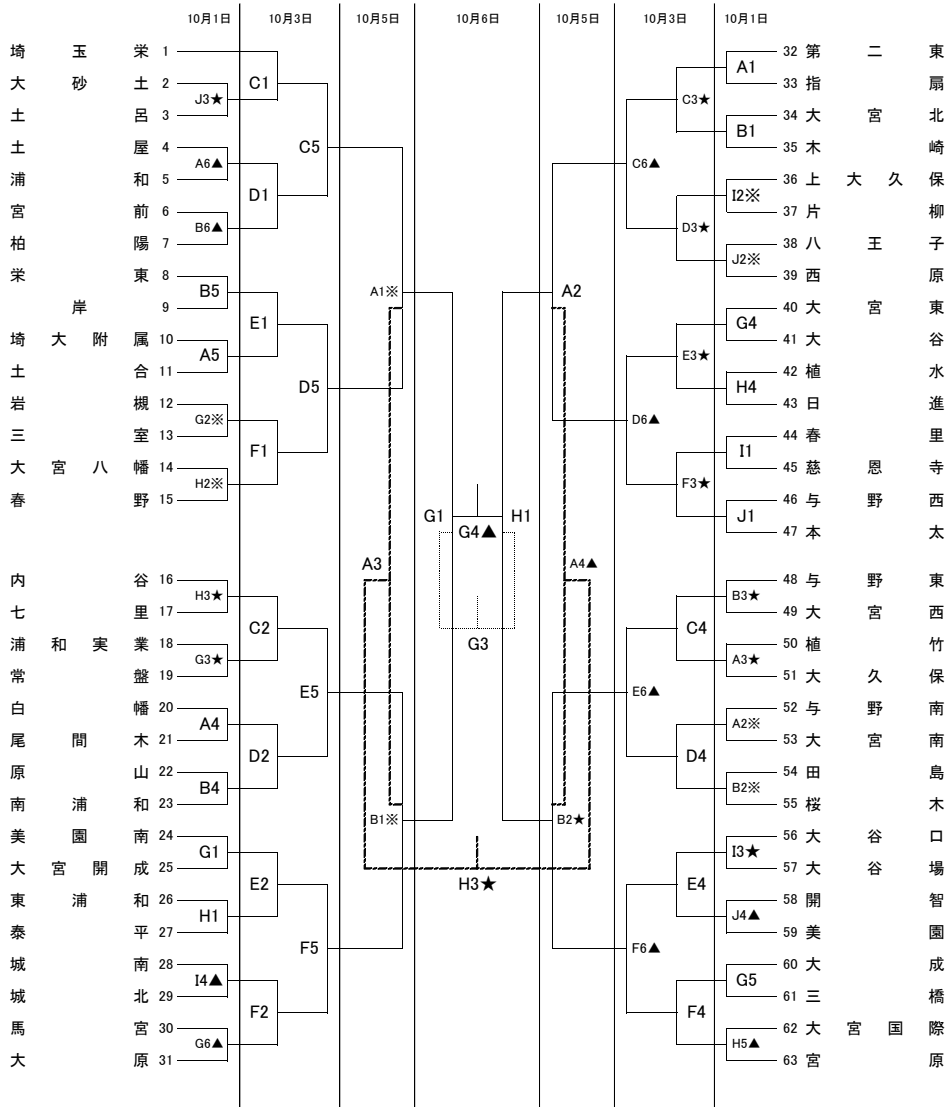 10月1日 10月3日 10月5日 10月6日 10月5日 10月3日 10月1日
埼玉栄 1
大砂土 2
土呂 3
土屋 4
浦和 5
宮前 6
柏陽 7
栄東 8
岸 9
埼大附属 10
土合 11
岩槻 12
三室 13
大宮八幡 14
春野 15
内谷 16
七里 17
浦和実業 18
常盤 19
白幡 20
尾間木 21
原山 22
南浦和 23
美園南 24
大宮開成 25
東浦和 26
泰平 27
城南 28
城北 29
馬宮 30
大原 31
J3★
A6▲
B6▲
B5
A5
G2※
H2※
H3★
G3★
A4
B4
G1
H1
I4▲
G6▲
C1
D1
E1
F1
C2
D2
E2
F2
C5
D5
E5
F5
A1※
B1※
A3
G1
G4▲
H1
G3
H3★
A2
A4▲
B2★
C6▲
D6▲
E6▲
F6▲
C3★
D3★
E3★
F3★
C4
D4
E4
F4
A1
B1
I2※
J2※
G4
H4
I1
J1
B3★
A3★
A2※
B2※
I3★
J4▲
G5
H5▲
32 第二東
33 指扇
34 大宮北
35 木崎
36 上大久保
37 片柳
38 八王子
39 西原
40 大宮東
41 大谷
42 植水
43 日進
44 春里
45 慈恩寺
46 与野西
47 本太
48 与野東
49 大宮西
50 植竹
51 大久保
52 与野南
53 大宮南
54 田島
55 桜木
56 大谷口
57 大谷場
58 開智
59 美園
60 大成
61 三橋
62 大宮国際
63 宮原